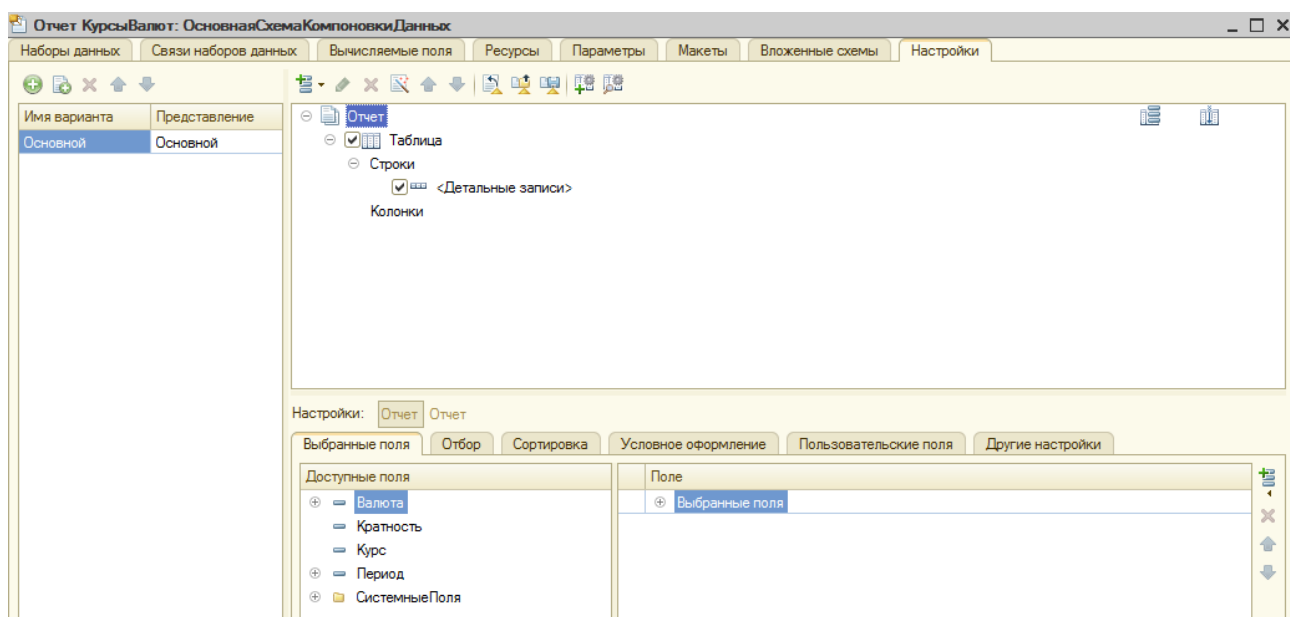 Отчет КурсыВалют: ОсновнаяСхемаКомпоновкиДанных
Наборы данных Связи наборов данных Вычисляемые поля Ресурсы Параметры Макеты Вложенные схемы Настройки
Имя варианта Представление
Основной Основной
Отчет
Таблица
Строки
<Детальные записи>
Колонки
Настройки: Отчет Отчет
Выбранные поля Отбор Сортировка Условное оформление Пользовательские поля Другие настройки
Доступные поля Поле
Валюта Выбранные поля
Кратность
Курс
Период
СистемныеПоля